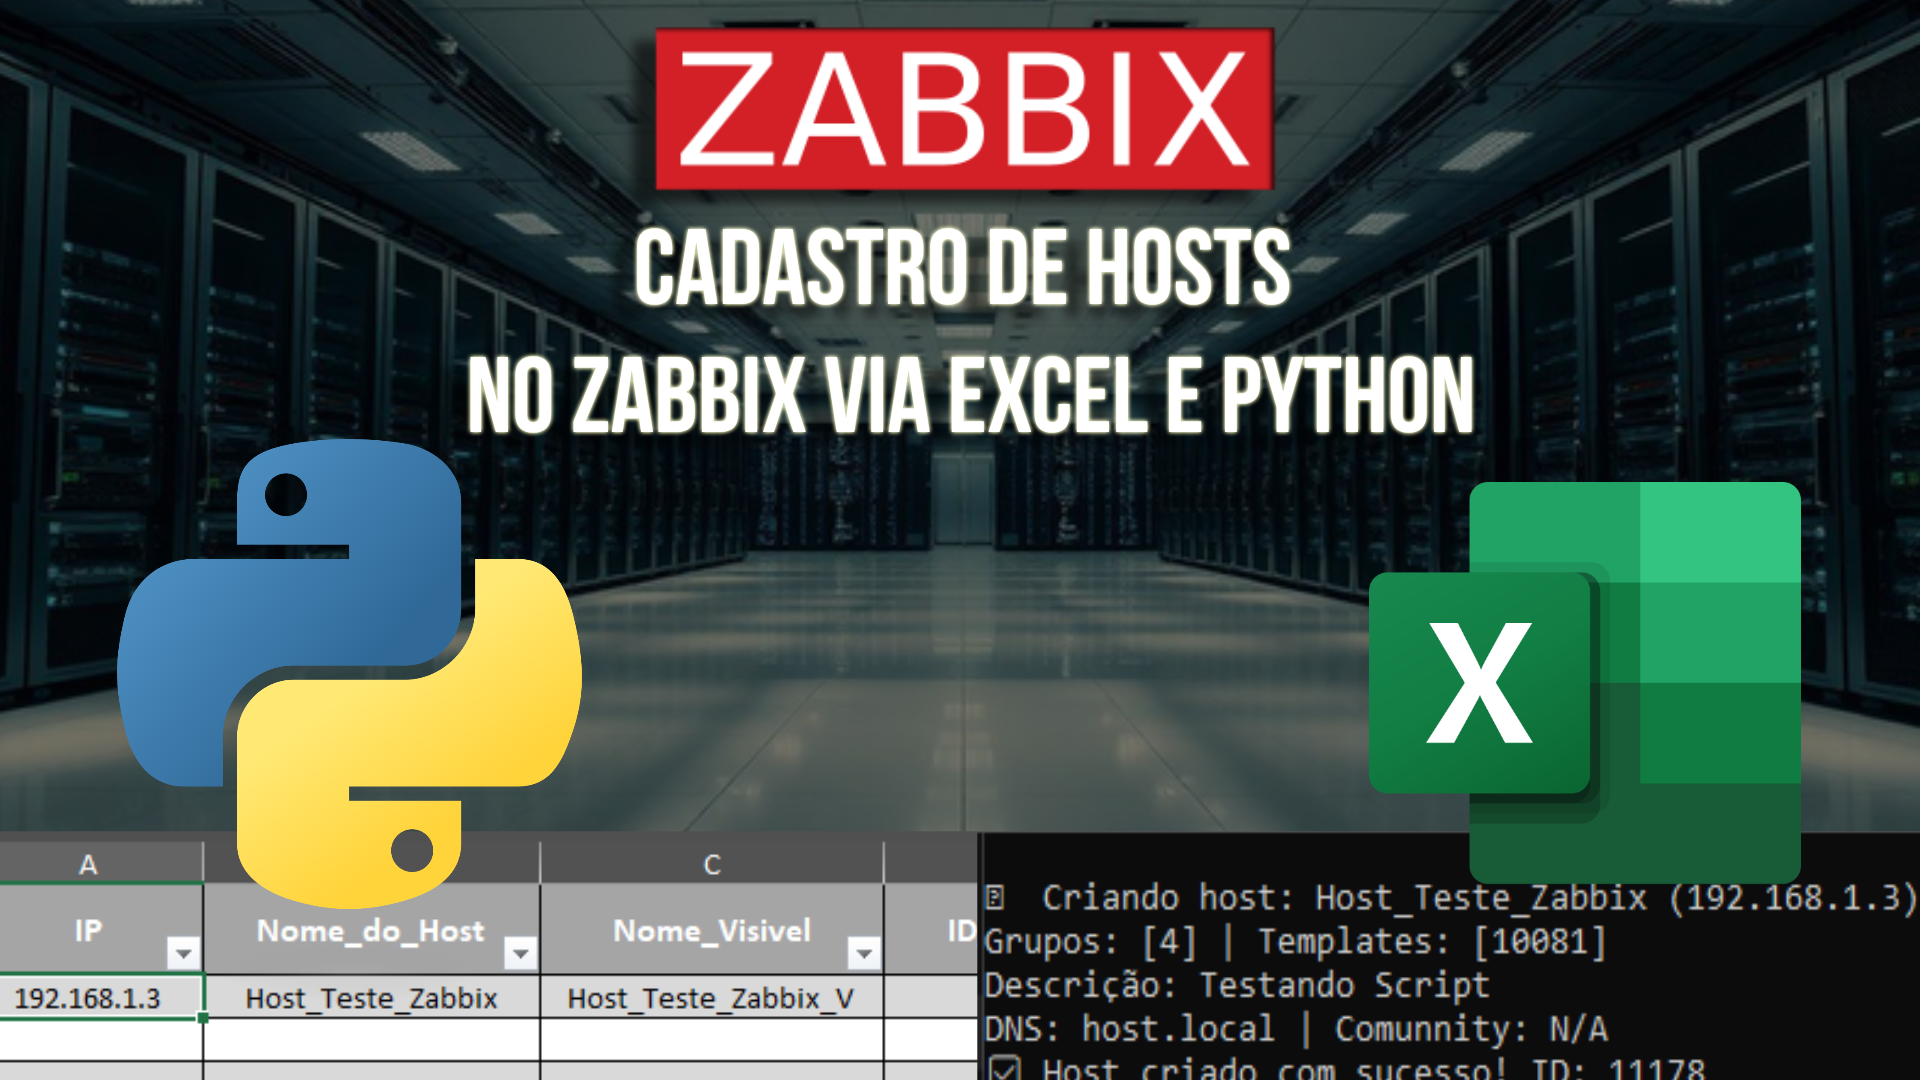 ZABBIX
CADASTRO DE HOSTS
NO ZABBIX VIA EXCEL E PYTHON
X
A
C
IP
Nome_do_Host
Nome_Visivel
ID
192.168.1.3
Host_Teste_Zabbix
Host_Teste_Zabbix_V
Criando host: Host_Teste_Zabbix (192.168.1.3)
Grupos: [4] | Templates: [10081]
Descrição: Testando Script
DNS: host.local | Comunnity: N/A
Host criado com sucesso! ID: 11178